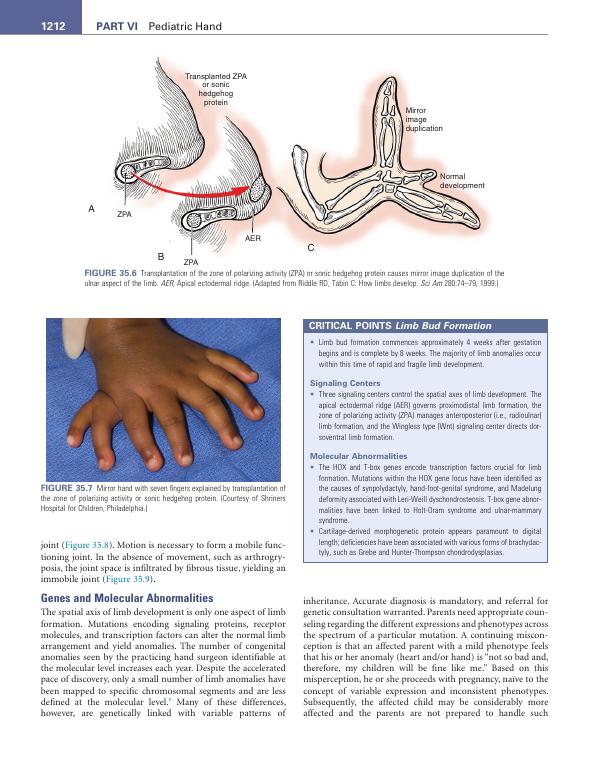 1212
PART VI Pediatric Hand
Transplanted ZPA
or sonic
hedgehog
protein
Mirror
image
duplication
Normal
development
A
ZPA
AER
B
ZPA
C
FIGURE 35.6 Transplantation of the zone of polarizing activity (ZPA) or sonic hedgehog protein causes mirror image duplication of the
ulnar aspect of the limb. AER, Apical ectodermal ridge. (Adapted from Riddle RD, Tabin C: How limbs develop. Sci Am 280:74–79, 1999.)
FIGURE 35.7 Mirror hand with seven fingers explained by transplantation of
the zone of polarizing activity or sonic hedgehog protein. (Courtesy of Shriners
Hospital for Children, Philadelphia.)
joint (Figure 35.8). Motion is necessary to form a mobile func-
tioning joint. In the absence of movement, such as arthrogry-
posis, the joint space is infiltrated by fibrous tissue, yielding an
immobile joint (Figure 35.9).
Genes and Molecular Abnormalities
The spatial axis of limb development is only one aspect of limb
formation. Mutations encoding signaling proteins, receptor
molecules, and transcription factors can alter the normal limb
arrangement and yield anomalies. The number of congenital
anomalies seen by the practicing hand surgeon identifiable at
the molecular level increases each year. Despite the accelerated
pace of discovery, only a small number of limb anomalies have
been mapped to specific chromosomal segments and are less
defined at the molecular level. Many of these differences,
however, are genetically linked with variable patterns of
CRITICAL POINTS Limb Bud Formation
• Limb bud formation commences approximately 4 weeks after gestation
begins and is complete by 8 weeks. The majority of limb anomalies occur
within this time of rapid and fragile limb development.
Signaling Centers
• Three signaling centers control the spatial axes of limb development. The
apical ectodermal ridge (AER) governs proximodistal limb formation, the
zone of polarizing activity (ZPA) manages anteroposterior (i.e., radioulnar)
limb formation, and the Wingless type (Wnt) signaling center directs dor-
soventral limb formation.
Molecular Abnormalities
• The HOX and T-box genes encode transcription factors crucial for limb
formation. Mutations within the HOX gene locus have been identified as
the causes of synpolydactyly, hand-foot-genital syndrome, and Madelung
deformity associated with Leri-Weill dyschondrosteosis. T-box gene abnor-
malities have been linked to Holt-Oram syndrome and ulnar-mammary
syndrome.
• Cartilage-derived morphogenetic protein appears paramount to digital
length; deficiencies have been associated with various forms of brachydac-
tyly, such as Grebe and Hunter-Thompson chondrodysplasias.
inheritance. Accurate diagnosis is mandatory, and referral for
genetic consultation warranted. Parents need appropriate coun-
seling regarding the different expressions and phenotypes across
the spectrum of a particular mutation. A continuing miscon-
ception is that an affected parent with a mild phenotype feels
that his or her anomaly (heart and/or hand) is “not so bad and,
therefore, my children will be fine like me.” Based on this
misperception, he or she proceeds with pregnancy, naïve to the
concept of variable expression and inconsistent phenotypes.
Subsequently, the affected child may be considerably more
affected and the parents are not prepared to handle such